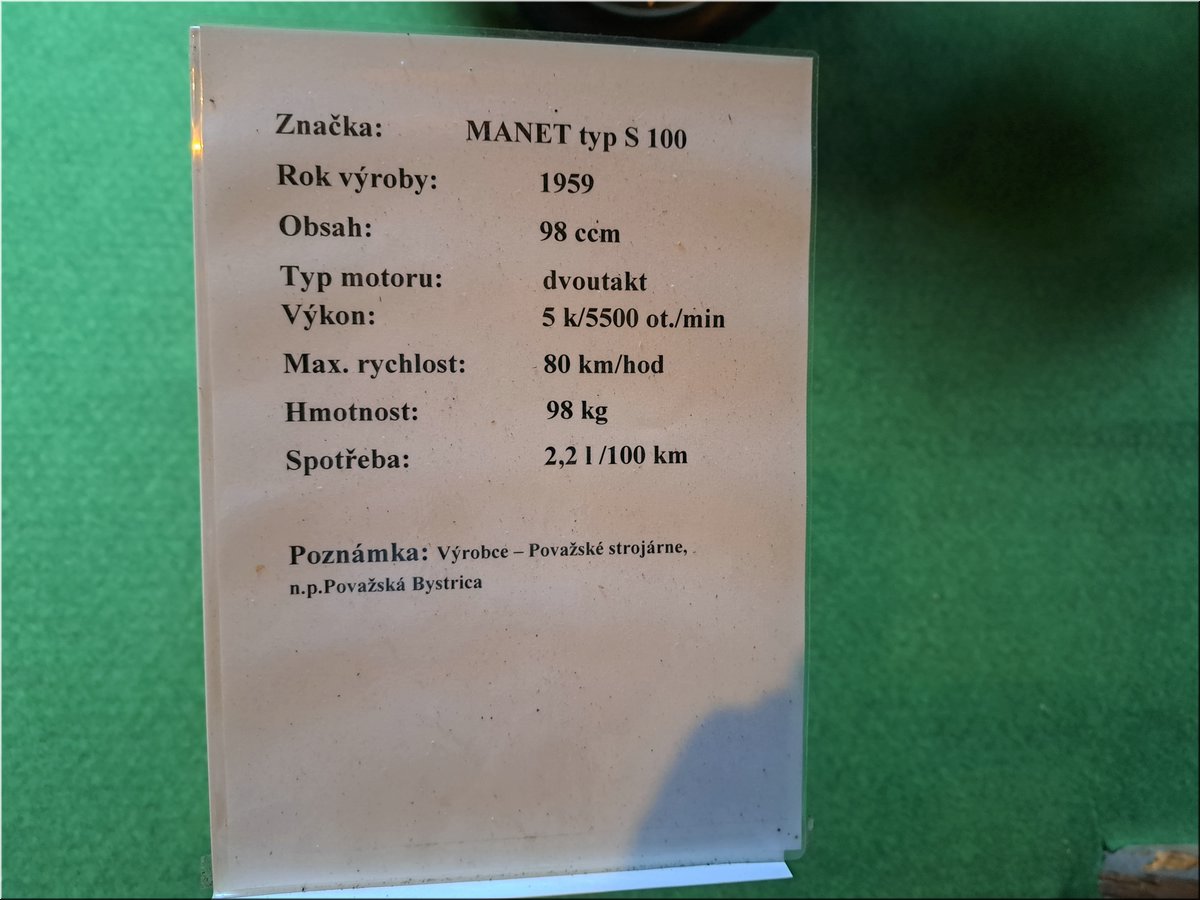 Značka: MANET typ S 100
Rok výroby: 1959
Obsah: 98 ccm
Typ motoru: dvoutakt
Výkon: 5 k/5500 ot./min
Max. rychlost: 80 km/hod
Hmotnost: 98 kg
Spotřeba: 2,2 l /100 km
Poznámka: Výrobce – Považské strojárne,
n.p.Považská Bystrica